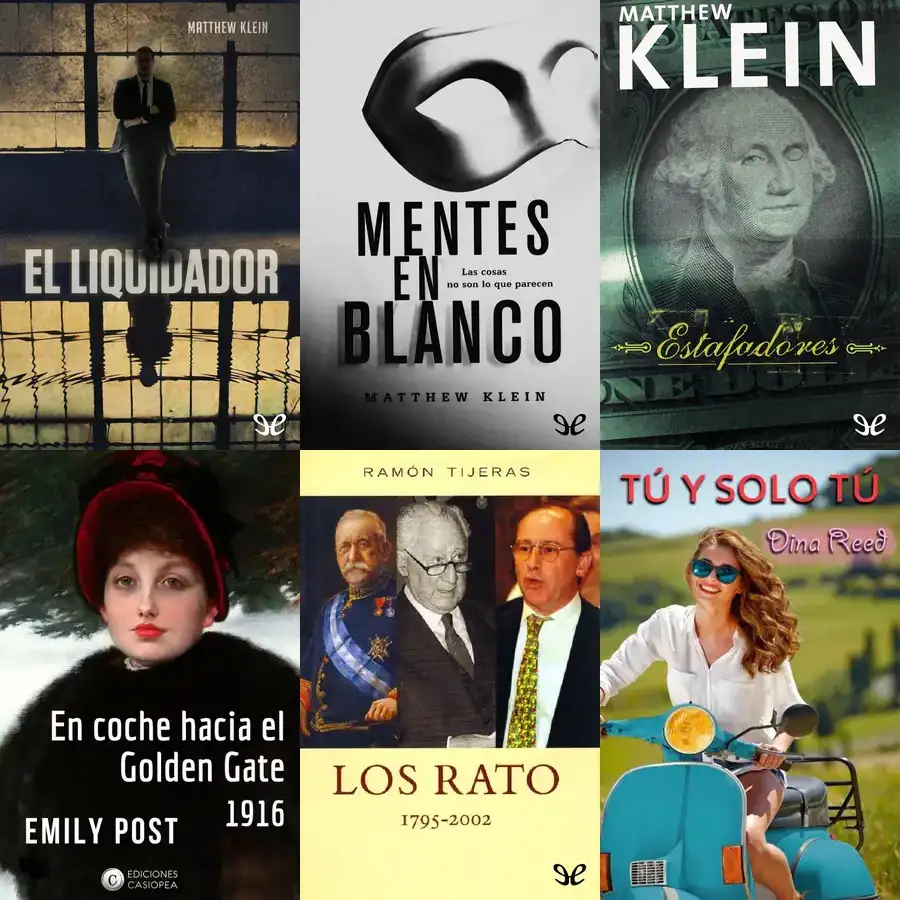 MATTHEW KLEIN
EL LIQUIDADOR
MENTES
EN
Las cosas
no son lo que parecen
BLANCO
MATTHEW KLEIN
MATTHEW
KLEIN
Estafadores
ONE DOLL
En coche hacia el
Golden Gate
1916
EMILY POST
C
EDICIONES
CASIOPEA
RAMÓN TIJERAS
LOS RATO
1795-2002
TÚ Y SOLO TÚ
Dina Reed